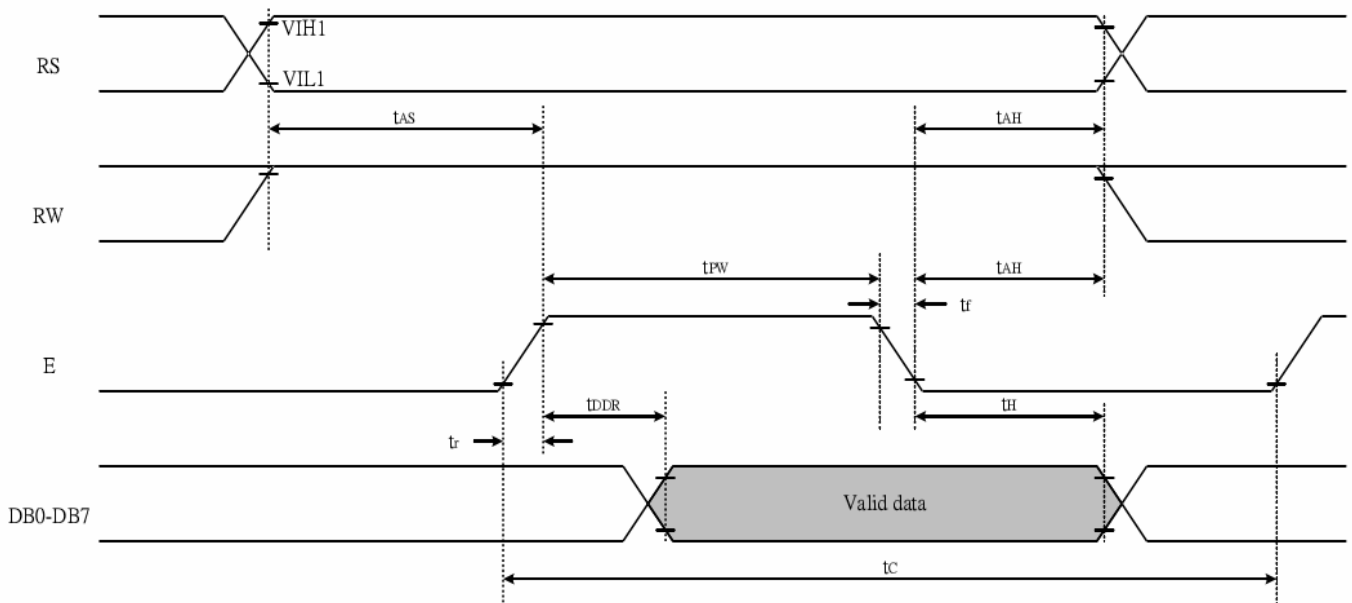 VIH1
RS
VIL1
tAS
tAH
RW
tPW
tAH
tf
E
tDDR
tH
tr
Valid data
DB0-DB7
tC